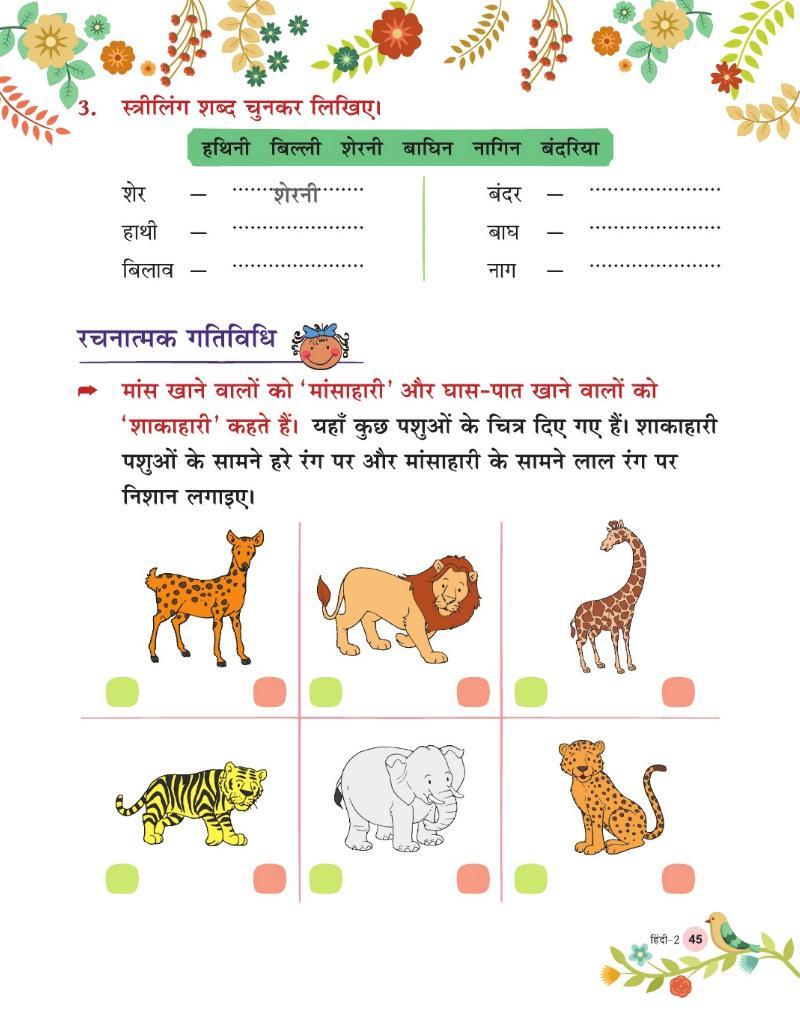 3. स्त्रीलिंग शब्द चुनकर लिखिए।
हथिनी बिल्ली शेरनी बाघिन नागिन बंदरिया
शेर – ....................शेरनी.................... बंदर – ........................................
हाथी – ........................................ बाघ – ........................................
बिलाव – ........................................ नाग – ........................................
रचनात्मक गतिविधि
मांस खाने वालों को ‘मांसाहारी’ और घास-पात खाने वालों को
‘शाकाहारी’ कहते हैं। यहाँ कुछ पशुओं के चित्र दिए गए हैं। शाकाहारी
पशुओं के सामने हरे रंग पर और मांसाहारी के सामने लाल रंग पर
निशान लगाइए।
हिंदी-2 45